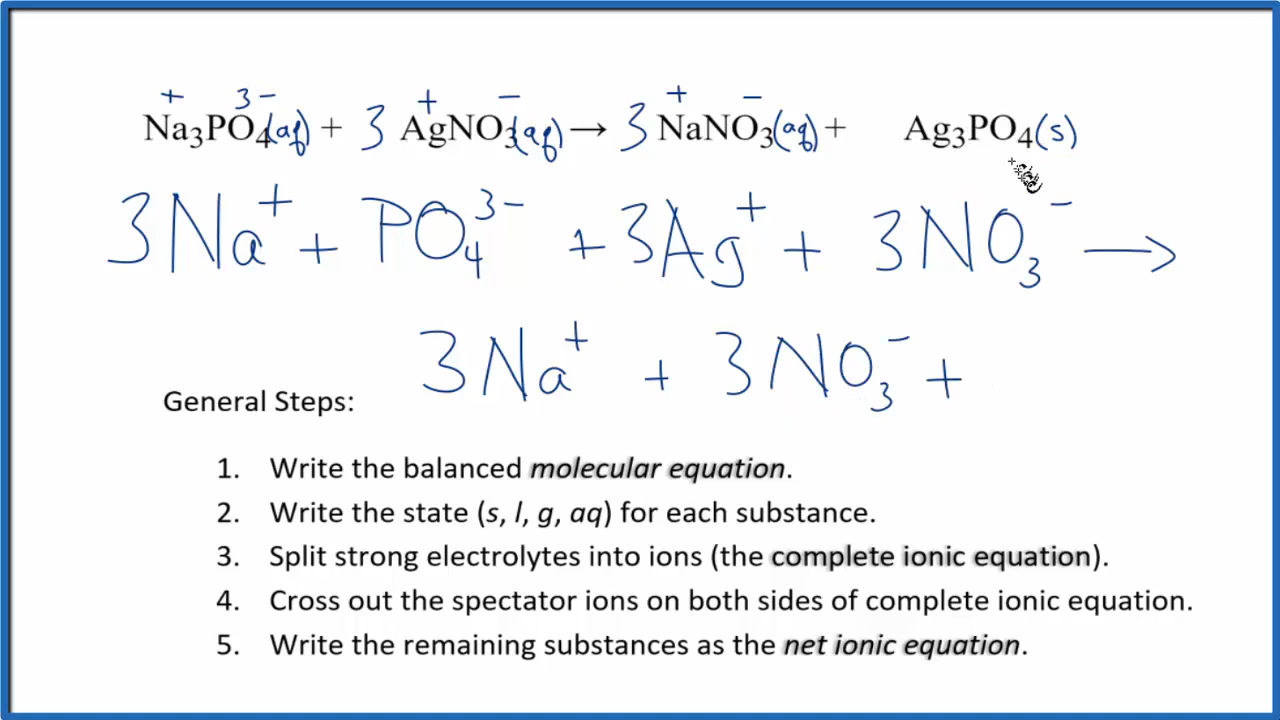 + 3- + - + -
Na₃PO₄(aq) + 3 AgNO₃(aq) → 3 NaNO₃(aq) + Ag₃PO₄(s)
3Na⁺ + PO₄³⁻ + 3Ag⁺ + 3NO₃⁻ →
3Na⁺ + 3NO₃⁻ +
General Steps:
1. Write the balanced molecular equation.
2. Write the state (s, l, g, aq) for each substance.
3. Split strong electrolytes into ions (the complete ionic equation).
4. Cross out the spectator ions on both sides of complete ionic equation.
5. Write the remaining substances as the net ionic equation.